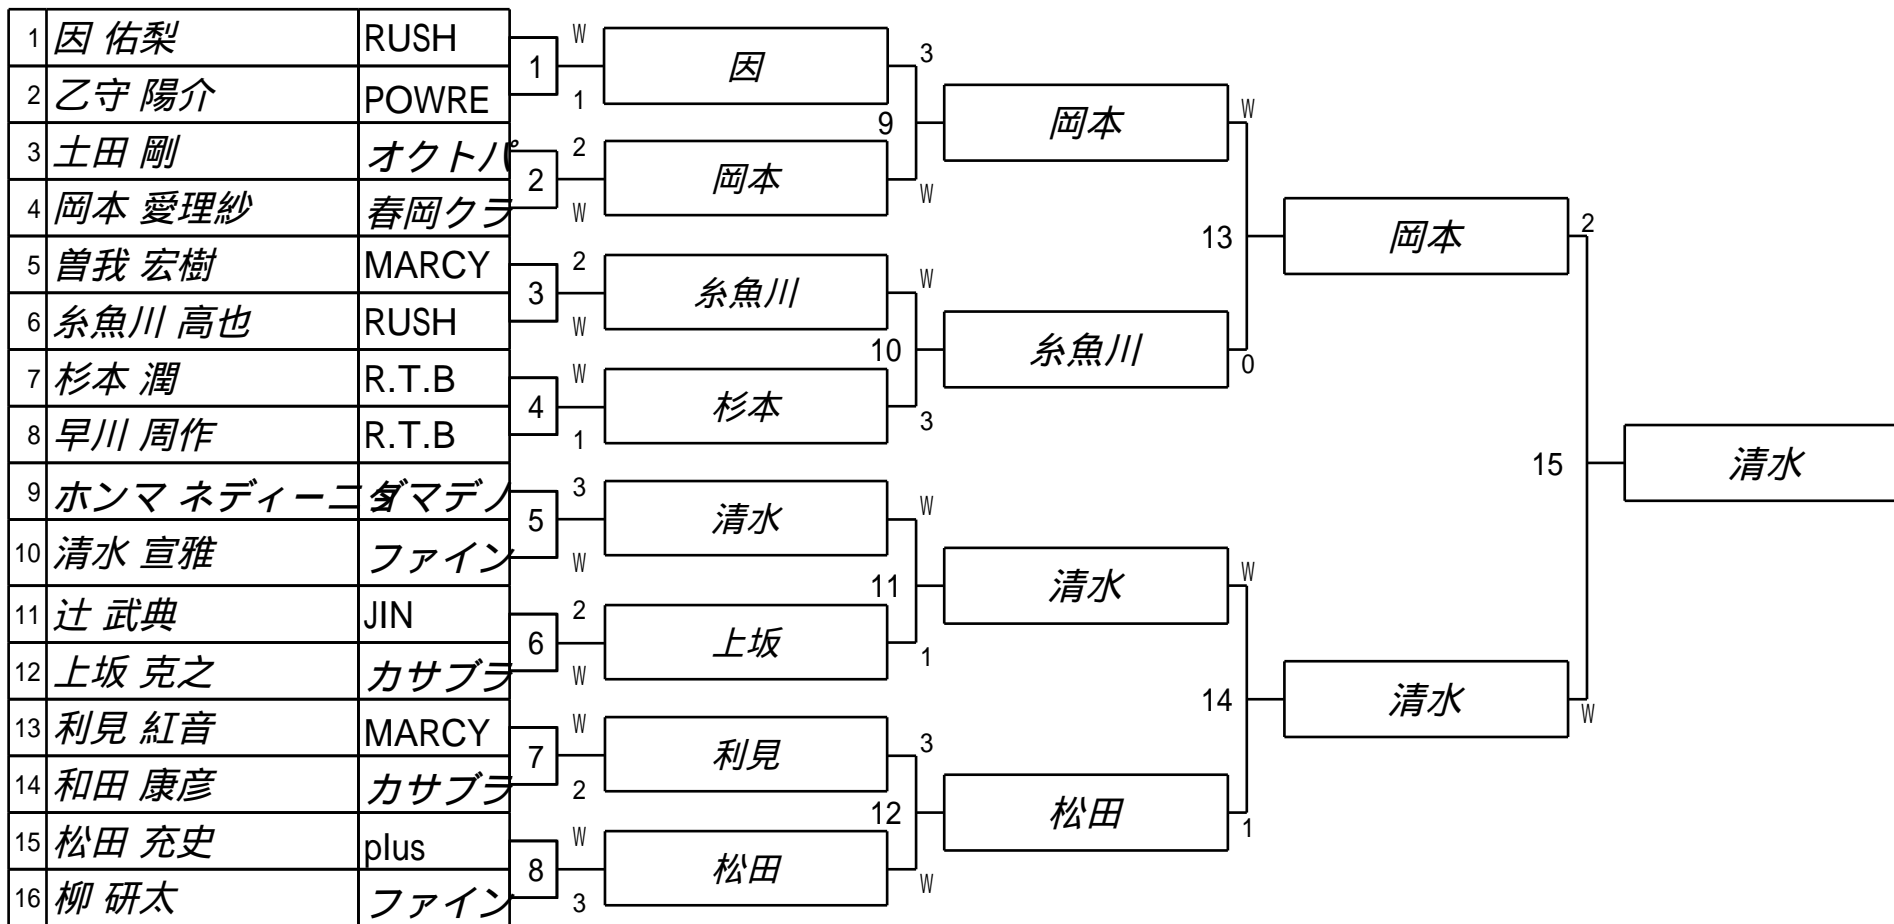 1 因 佑梨 RUSH
2 乙守 陽介 POWRE
3 土田 剛 オクトパ
4 岡本 愛理紗 春岡クラ
5 曽我 宏樹 MARCY
6 糸魚川 高也 RUSH
7 杉本 潤 R.T.B
8 早川 周作 R.T.B
9 ホンマ ネディーニ マデノ
10 清水 宣雅 ファイン
11 辻 武典 JIN
12 上坂 克之 カサブラ
13 利見 紅音 MARCY
14 和田 康彦 カサブラ
15 松田 充史 plus
16 柳 研太 ファイン
W
1
1
2
2
W
2
3
W
W
4
1
3
5
W
2
6
W
W
7
2
W
8
3
因
岡本
糸魚川
杉本
清水
上坂
利見
松田
3
9
W
W
10
3
W
11
1
3
12
W
岡本
糸魚川
清水
松田
W
13
0
W
14
1
岡本
清水
2
15
W
清水